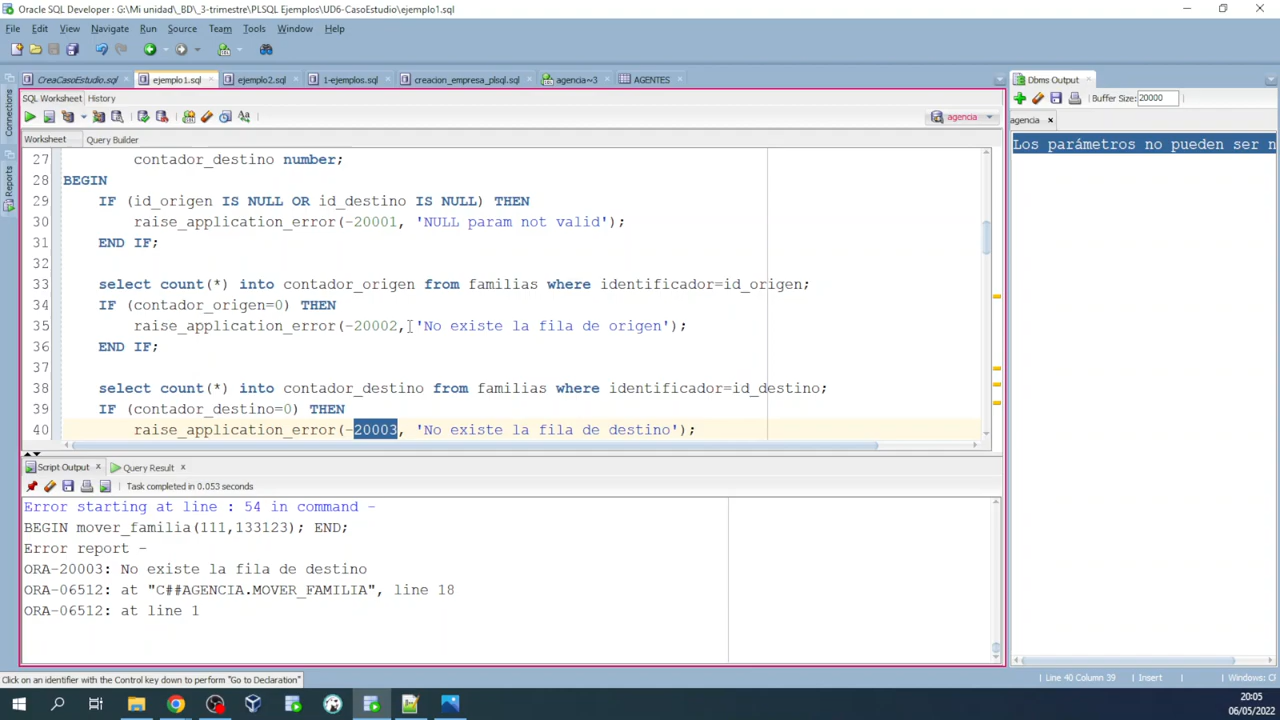 Oracle SQL Developer : G:\Mi unidad\_BD\_3-trimestre\PLSQL Ejemplos\UD6-CasoEstudio\ejemplo1.sql
File Edit View Navigate Run Source Team Tools Window Help
CreaCasoEstudio.sql ejemplo1.sql ejemplo2.sql 1-ejemplos.sql creacion_empresa_plsql.sql agencia~3 AGENTES
Dbms Output
SQL Worksheet History
Buffer Size: 20000
agencia
agencia
Connections
Reports
Worksheet Query Builder
Los parámetros no pueden ser n
27 contador_destino number;
28 BEGIN
29 IF (id_origen IS NULL OR id_destino IS NULL) THEN
30 raise_application_error(-20001, 'NULL param not valid');
31 END IF;
32
33 select count(*) into contador_origen from familias where identificador=id_origen;
34 IF (contador_origen=0) THEN
35 raise_application_error(-20002, 'No existe la fila de origen');
36 END IF;
37
38 select count(*) into contador_destino from familias where identificador=id_destino;
39 IF (contador_destino=0) THEN
40 raise_application_error(-20003, 'No existe la fila de destino');
Script Output Query Result
Task completed in 0.053 seconds
Error starting at line : 54 in command -
BEGIN mover_familia(111,133123); END;
Error report -
ORA-20003: No existe la fila de destino
ORA-06512: at "C##AGENCIA.MOVER_FAMILIA", line 18
ORA-06512: at line 1
Click on an identifier with the Control key down to perform "Go to Declaration"
Line 40 Column 39 Insert Windows: CF
20:05
06/05/2022